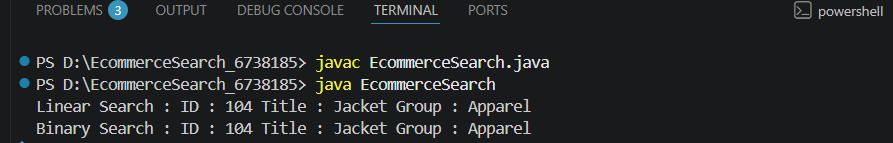 PROBLEMS 3 OUTPUT DEBUG CONSOLE TERMINAL PORTS powershell
PS D:\EcommerceSearch_6738185> javac EcommerceSearch.java
PS D:\EcommerceSearch_6738185> java EcommerceSearch
Linear Search : ID : 104 Title : Jacket Group : Apparel
Binary Search : ID : 104 Title : Jacket Group : Apparel